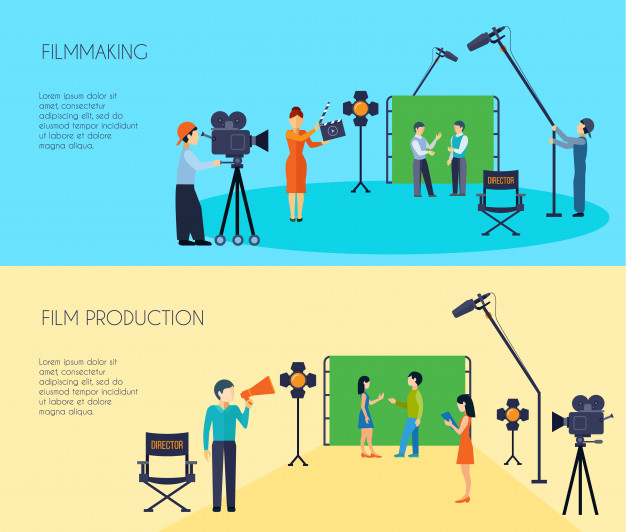 FILMMAKING
Lorem ipsum dolor sit
amet, consectetur
adipisicing elit, sed do
eiusmod tempor incididunt
ut labore et dolore magna
aliqua.
DIRECTOR
FILM PRODUCTION
Lorem ipsum dolor sit
amet, consectetur
adipisicing elit, sed do
eiusmod tempor incididunt
ut labore et dolore
magna aliqua.
DIRECTOR